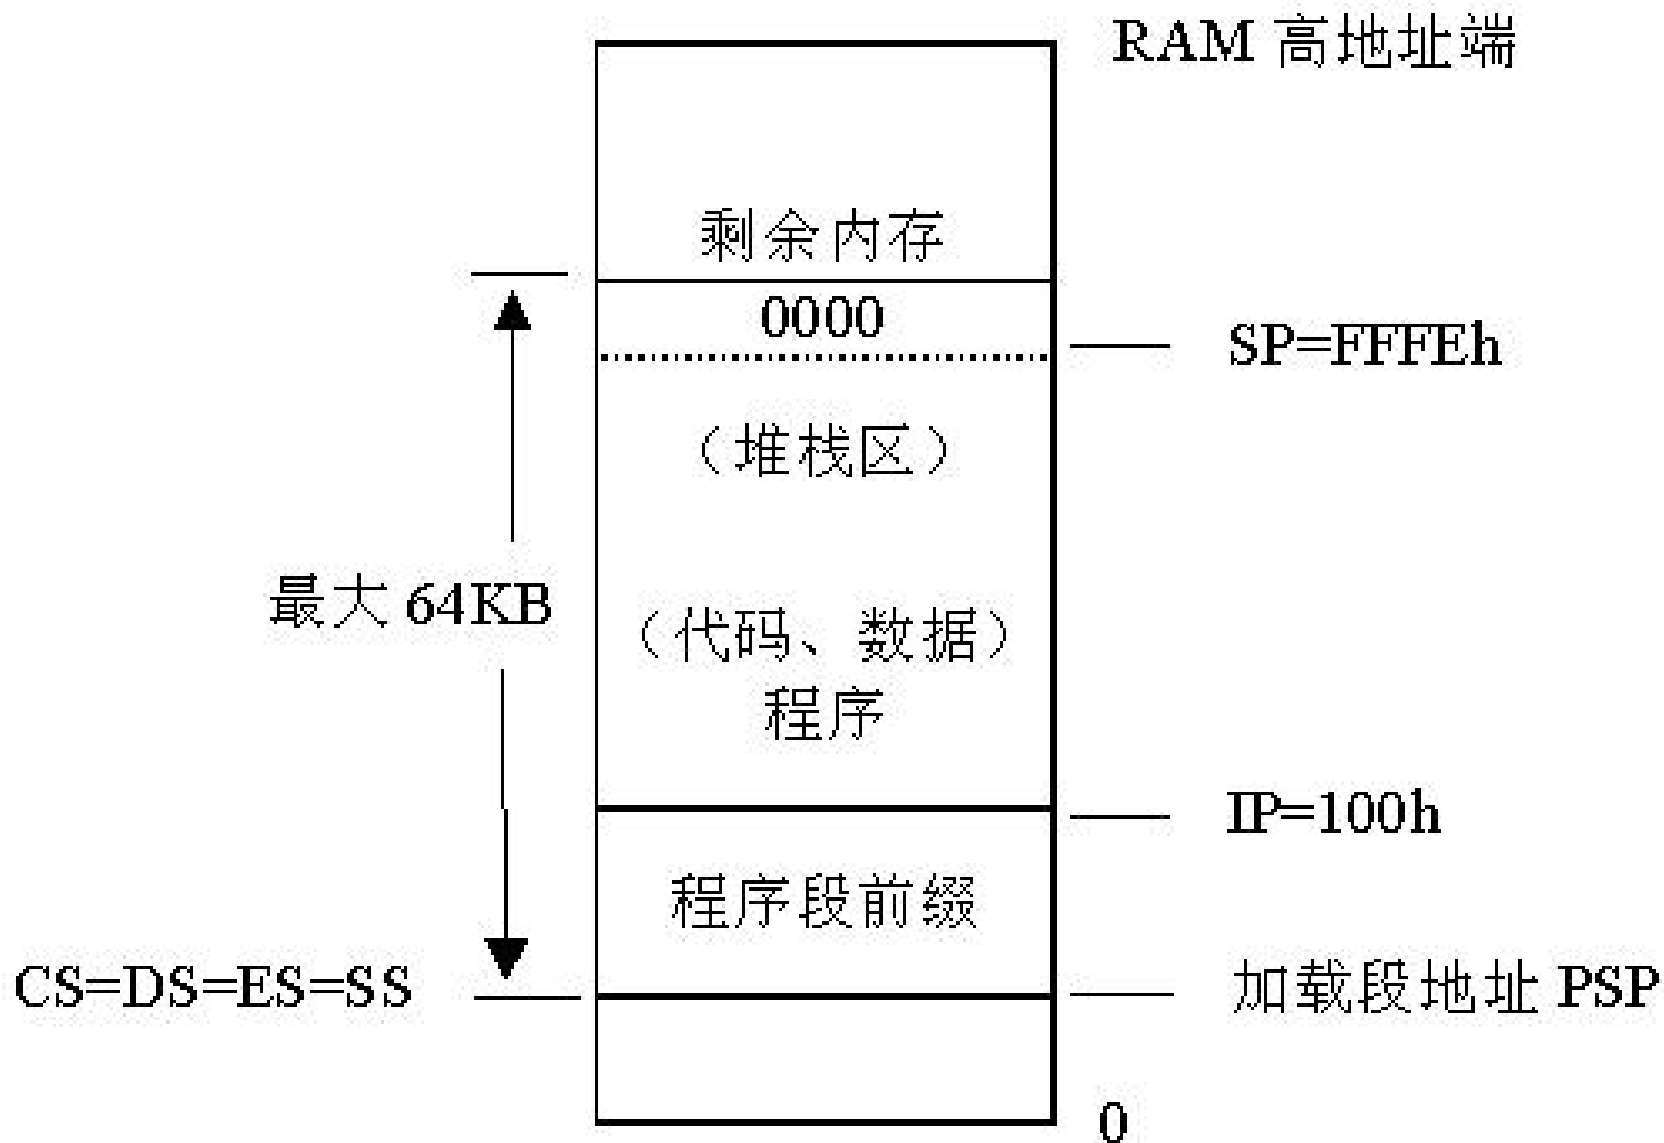 RAM 高地址端
剩余内存
0000
SP=FFFEh
（堆栈区）
最大 64KB
（代码、数据）
程序
IP=100h
程序段前缀
CS=DS=ES=SS
加载段地址 PSP
0